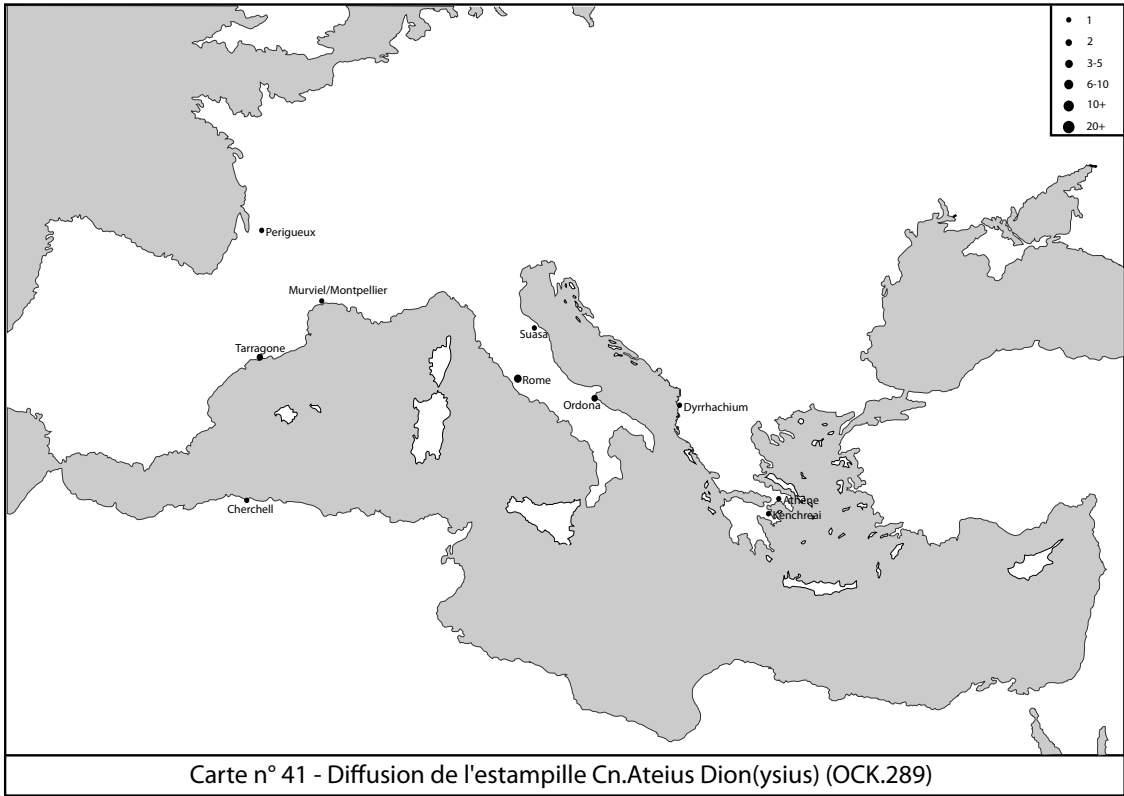 1
2
3-5
6-10
10+
20+
Perigueux
Murviel/Montpellier
Suasa
Tarragone
Rome
Ordona
Dyrrhachium
Athène
Cherchell
Kenchreai
Carte n° 41 - Diffusion de l'estampille Cn.Ateius Dion(ysius) (OCK.289)